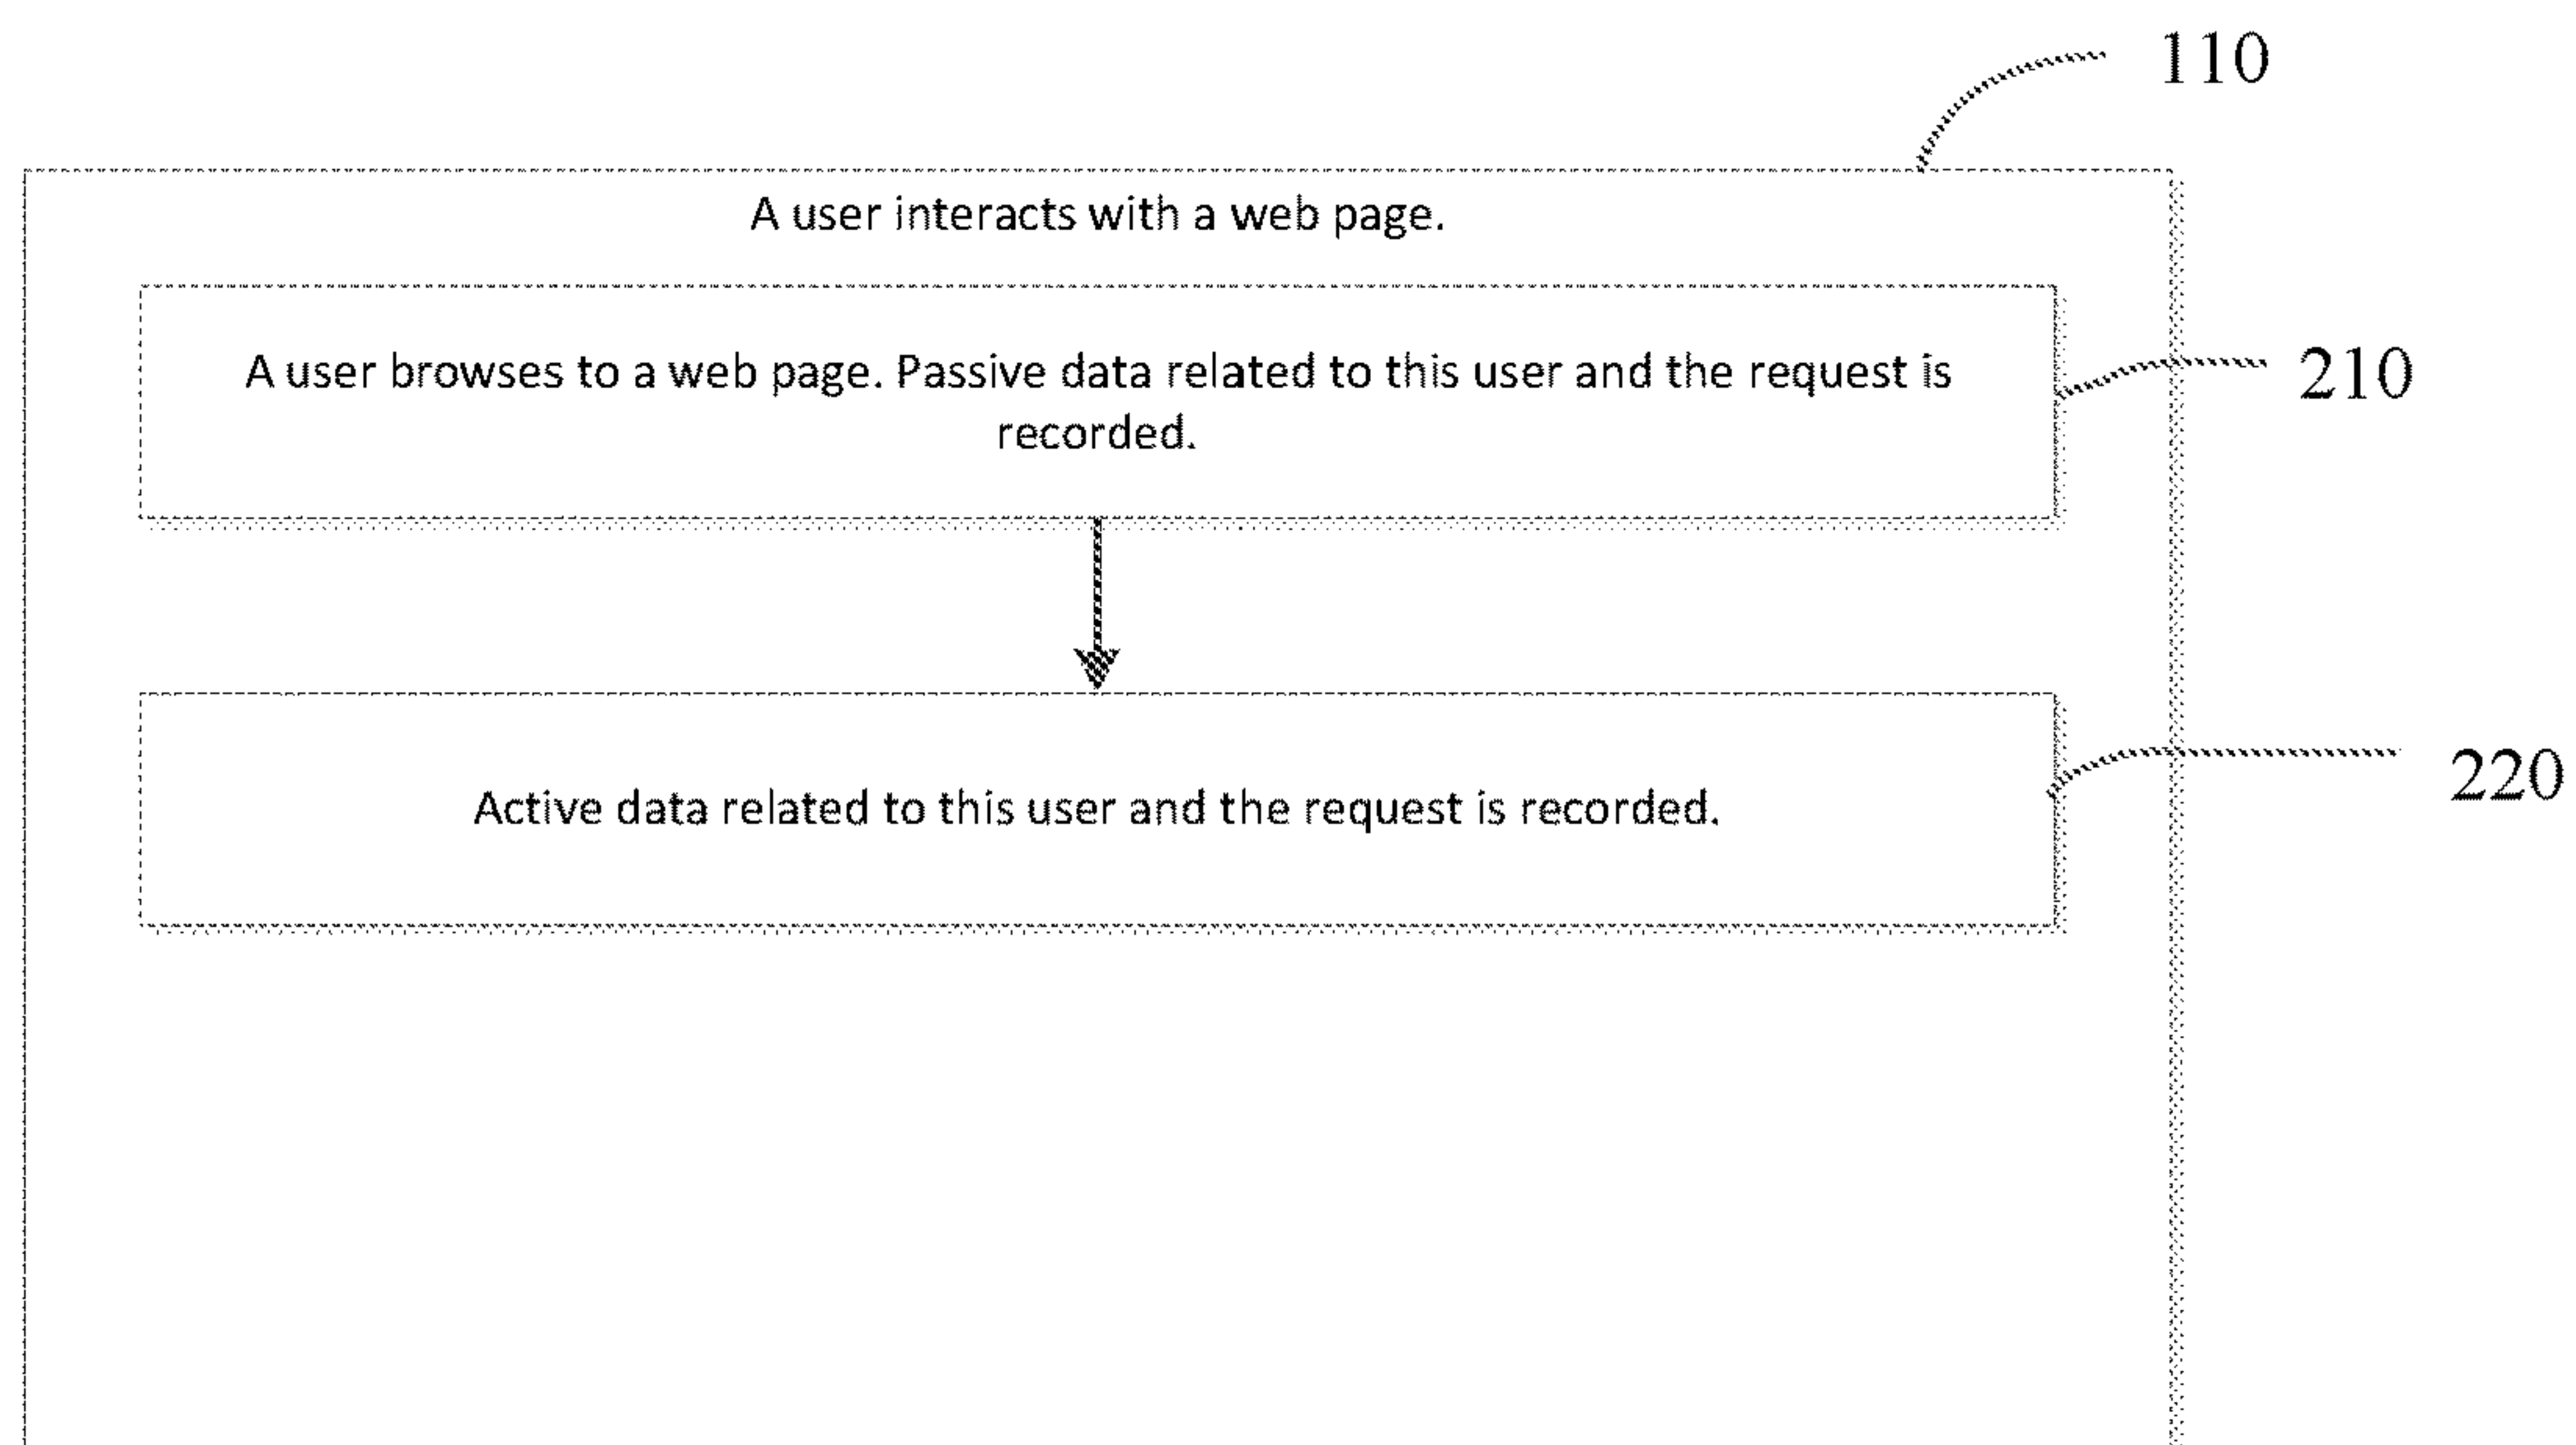 110
A user interacts with a web page.
A user browses to a web page. Passive data related to this user and the request is
recorded.
210
Active data related to this user and the request is recorded.
220